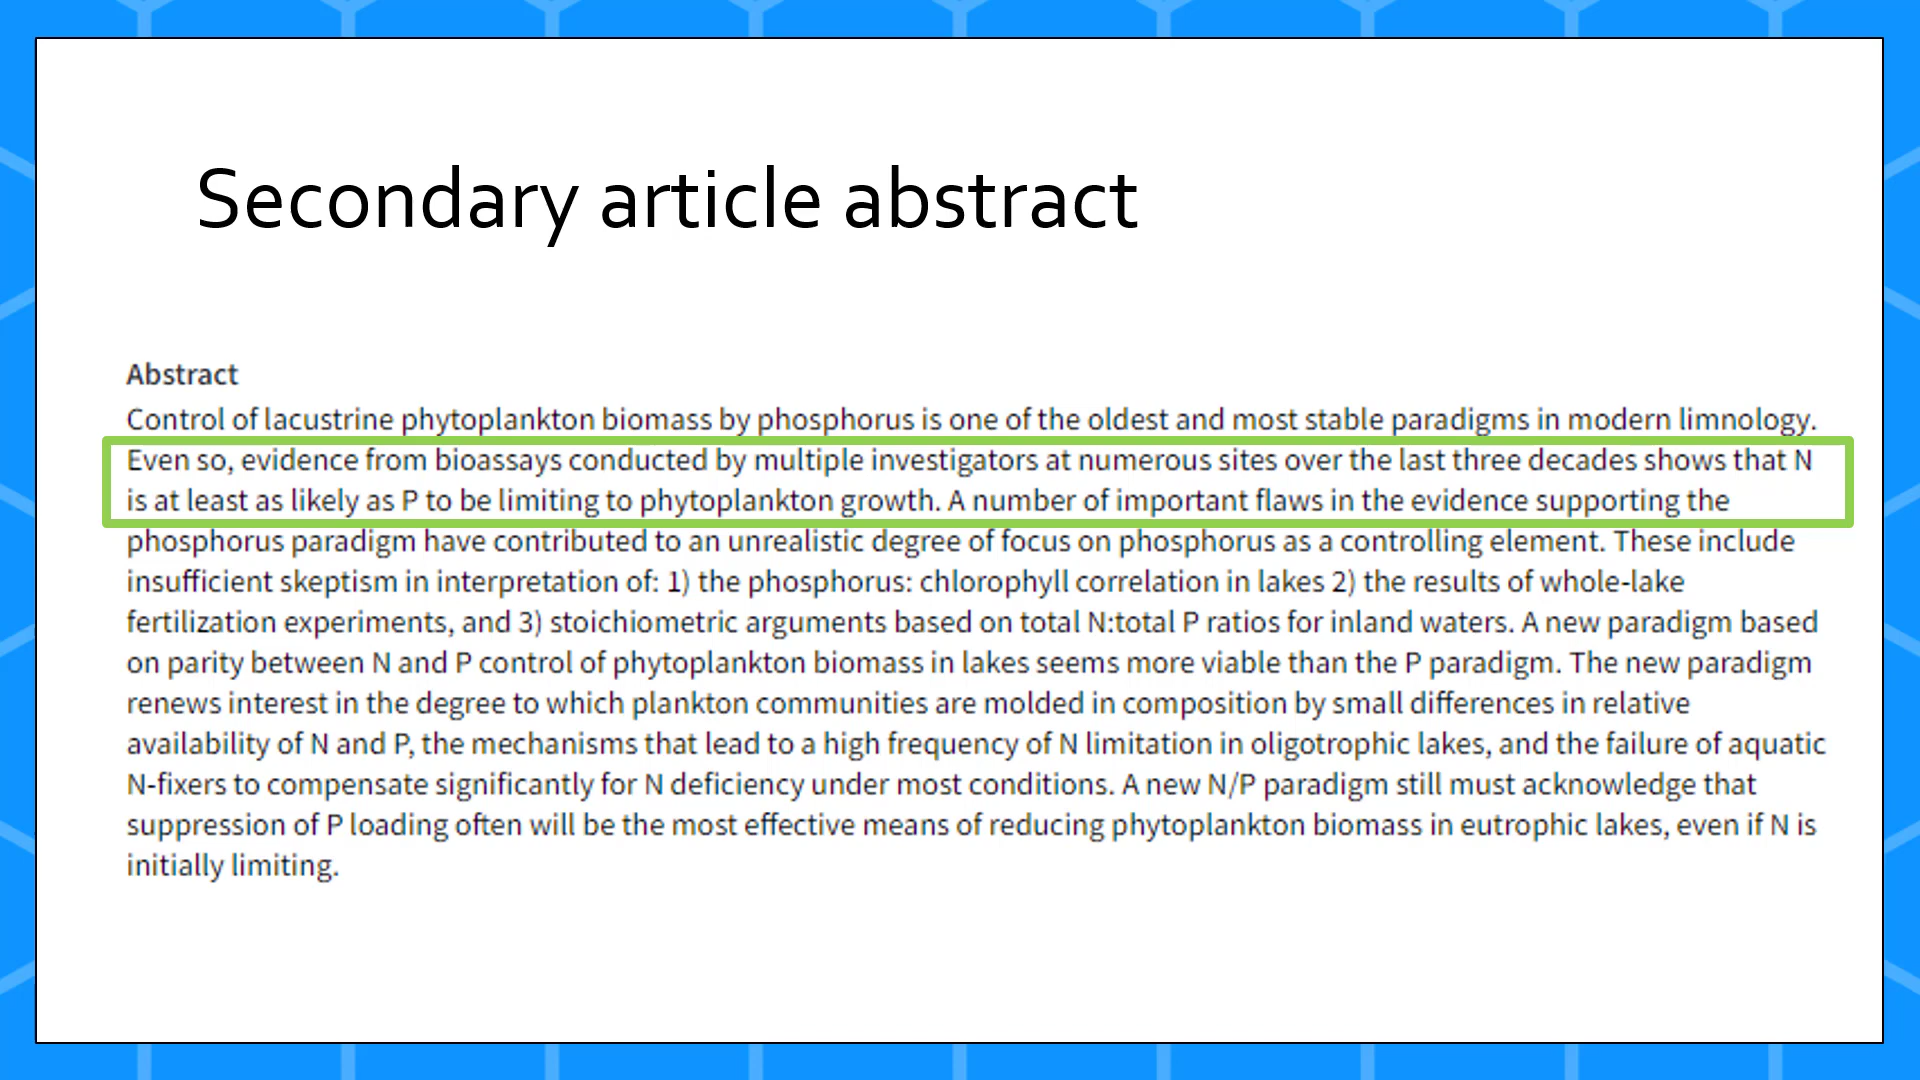 Secondary article abstract
Abstract
Control of lacustrine phytoplankton biomass by phosphorus is one of the oldest and most stable paradigms in modern limnology.
Even so, evidence from bioassays conducted by multiple investigators at numerous sites over the last three decades shows that N
is at least as likely as P to be limiting to phytoplankton growth. A number of important flaws in the evidence supporting the
phosphorus paradigm have contributed to an unrealistic degree of focus on phosphorus as a controlling element. These include
insufficient skeptism in interpretation of: 1) the phosphorus: chlorophyll correlation in lakes 2) the results of whole-lake
fertilization experiments, and 3) stoichiometric arguments based on total N:total P ratios for inland waters. A new paradigm based
on parity between N and P control of phytoplankton biomass in lakes seems more viable than the P paradigm. The new paradigm
renews interest in the degree to which plankton communities are molded in composition by small differences in relative
availability of N and P, the mechanisms that lead to a high frequency of N limitation in oligotrophic lakes, and the failure of aquatic
N-fixers to compensate significantly for N deficiency under most conditions. A new N/P paradigm still must acknowledge that
suppression of P loading often will be the most effective means of reducing phytoplankton biomass in eutrophic lakes, even if N is
initially limiting.